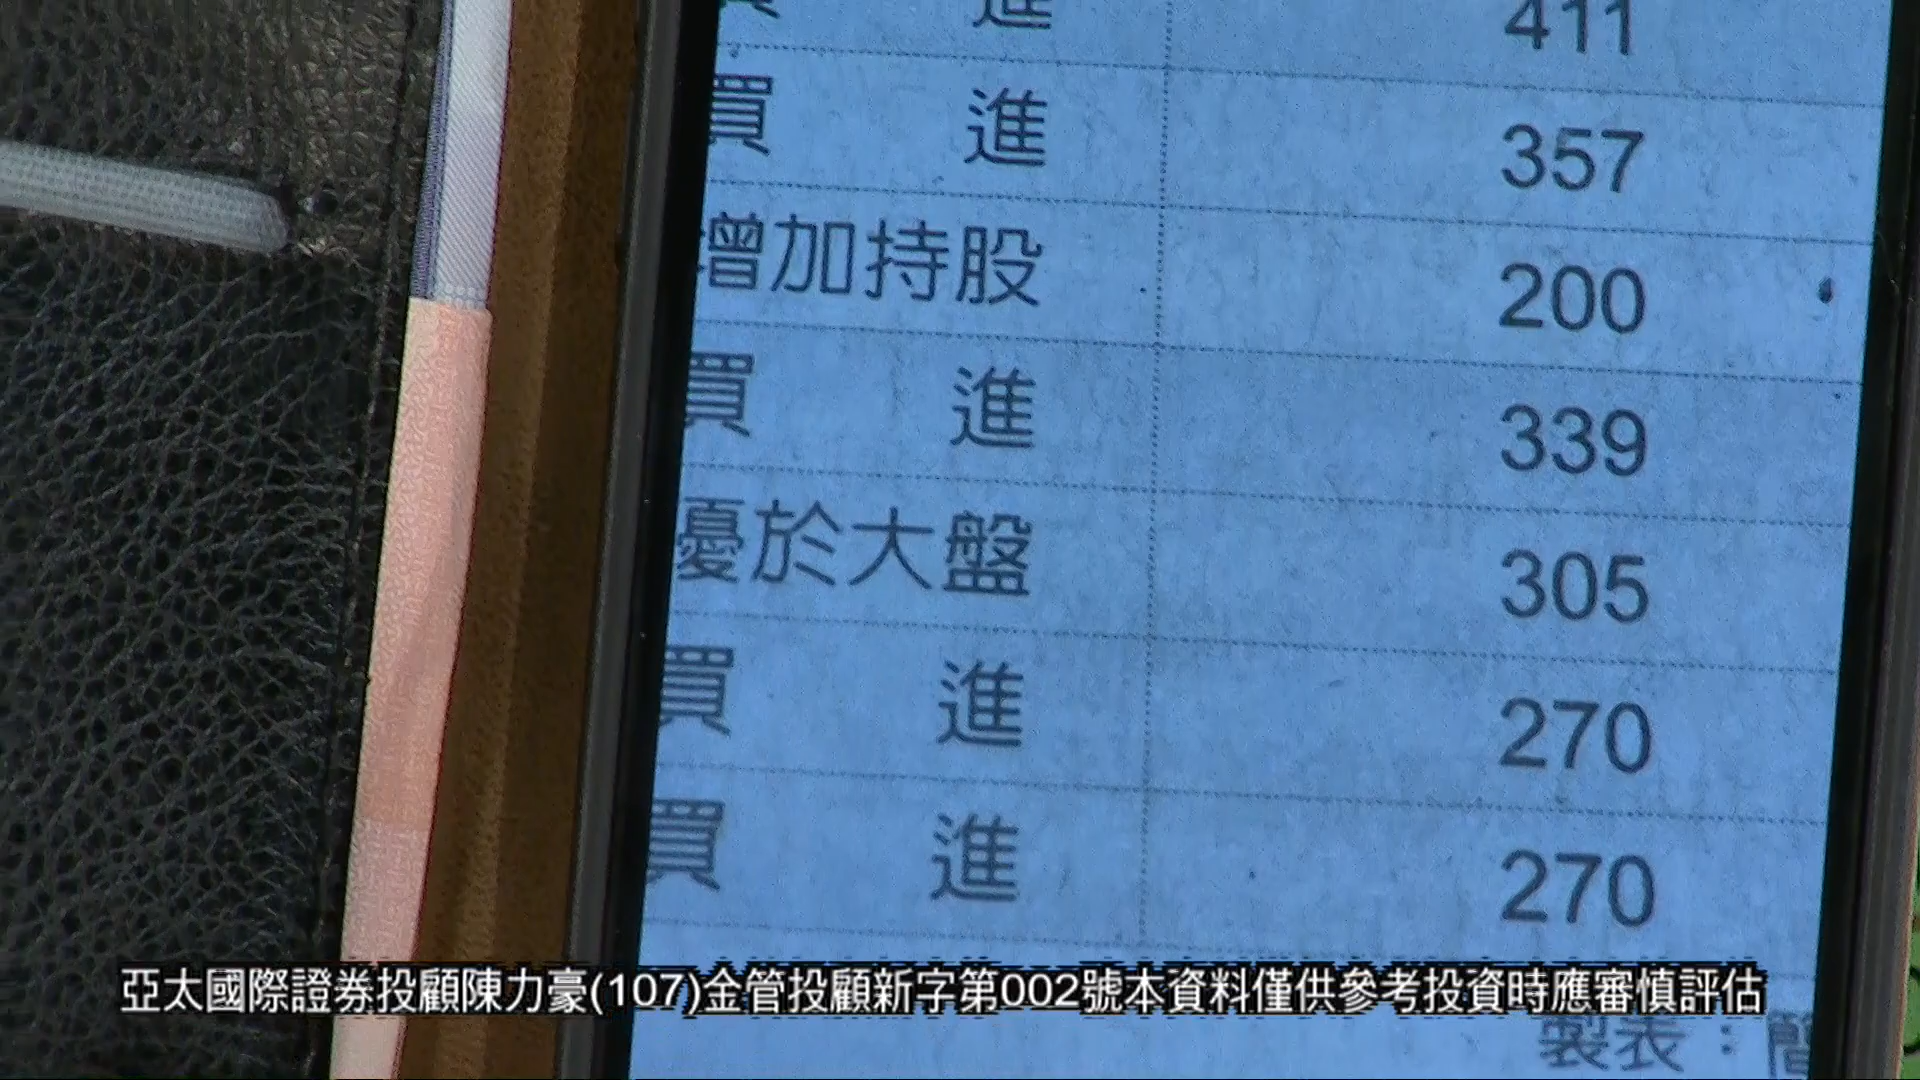 買 進 411
買 進 357
增加持股 200
買 進 339
優於大盤 305
買 進 270
買 進 270
亞太國際證券投顧陳力豪(107)金管投顧新字第002號本資料僅供參考投資時應審慎評估
製表：簡